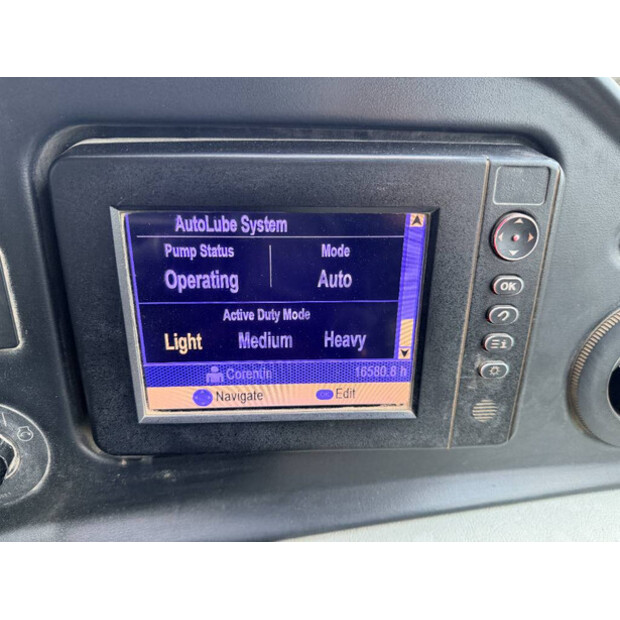 AutoLube System
Pump Status Mode
Operating Auto
Active Duty Mode
Light Medium Heavy
Corentin 16580.8 h
Navigate Edit
OK